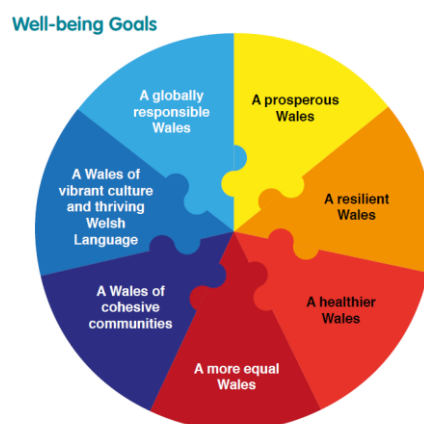 Well-being Goals
A globally
responsible
Wales
A prosperous
Wales
A resilient
Wales
A healthier
Wales
A more equal
Wales
A Wales of
cohesive
communities
A Wales of
vibrant culture
and thriving
Welsh
Language